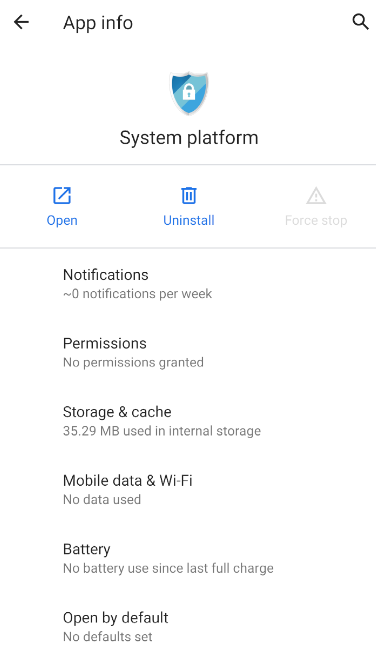 App info
System platform
Open
Uninstall
Force stop
Notifications
~0 notifications per week
Permissions
No permissions granted
Storage & cache
35.29 MB used in internal storage
Mobile data & Wi-Fi
No data used
Battery
No battery use since last full charge
Open by default
No defaults set